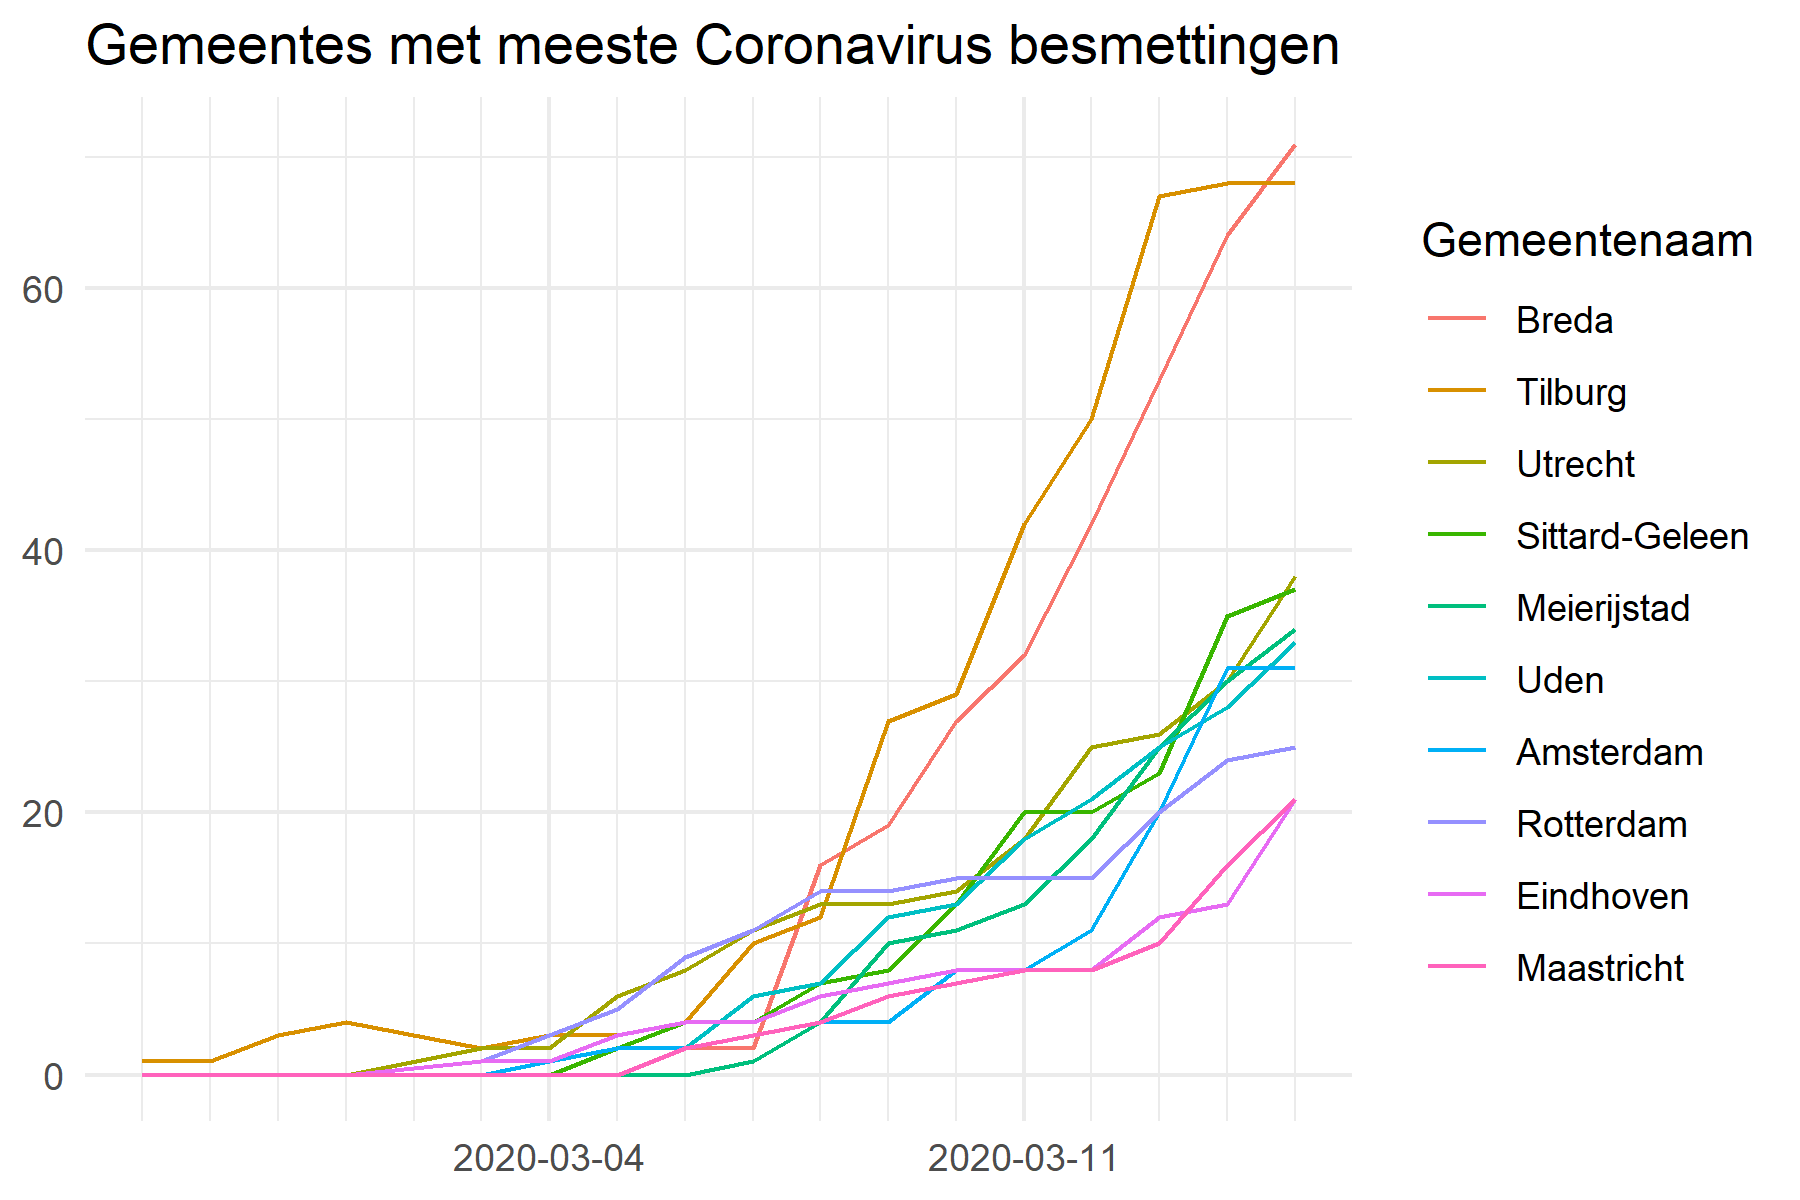 Gemeentes met meeste Coronavirus besmettingen
60
40
20
0
2020-03-04
2020-03-11
Gemeentenaam
Breda
Tilburg
Utrecht
Sittard-Geleen
Meierijstad
Uden
Amsterdam
Rotterdam
Eindhoven
Maastricht